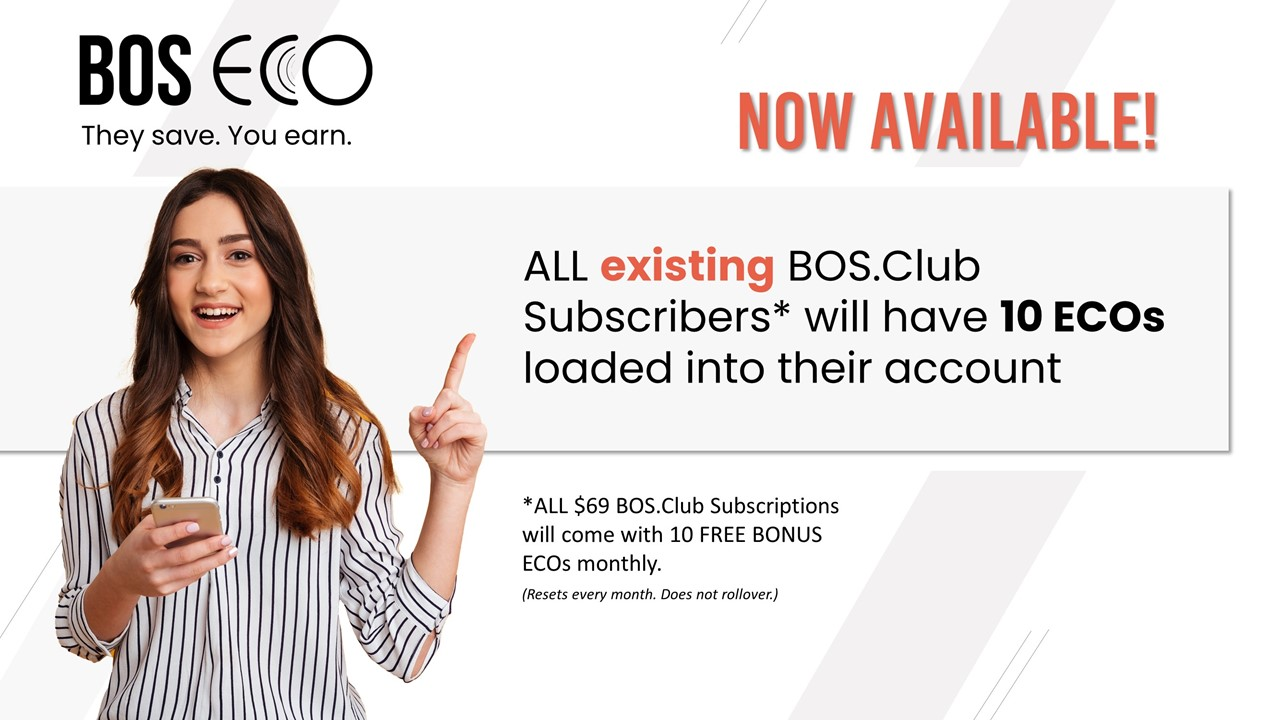 BOS ECO
They save. You earn.
NOW AVAILABLE!
ALL existing BOS.Club
Subscribers* will have 10 ECOs
loaded into their account
*ALL $69 BOS.Club Subscriptions
will come with 10 FREE BONUS
ECOs monthly.
(Resets every month. Does not rollover.)